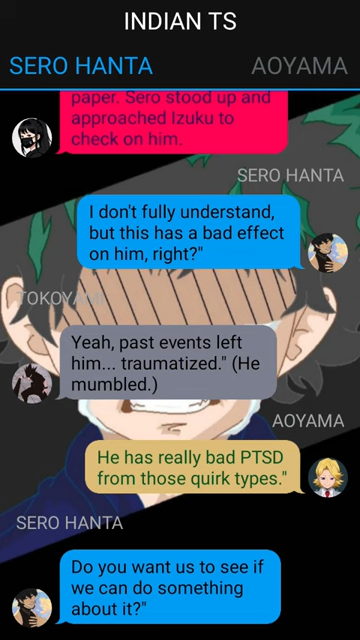 INDIAN TS
SERO HANTA
AOYAMA
paper. Sero stood up and
approached Izuku to
check on him.
SERO HANTA
I don't fully understand,
but this has a bad effect
on him, right?"
TOKOYAMI
Yeah, past events left
him... traumatized." (He
mumbled.)
AOYAMA
He has really bad PTSD
from those quirk types."
SERO HANTA
Do you want us to see if
we can do something
about it?"